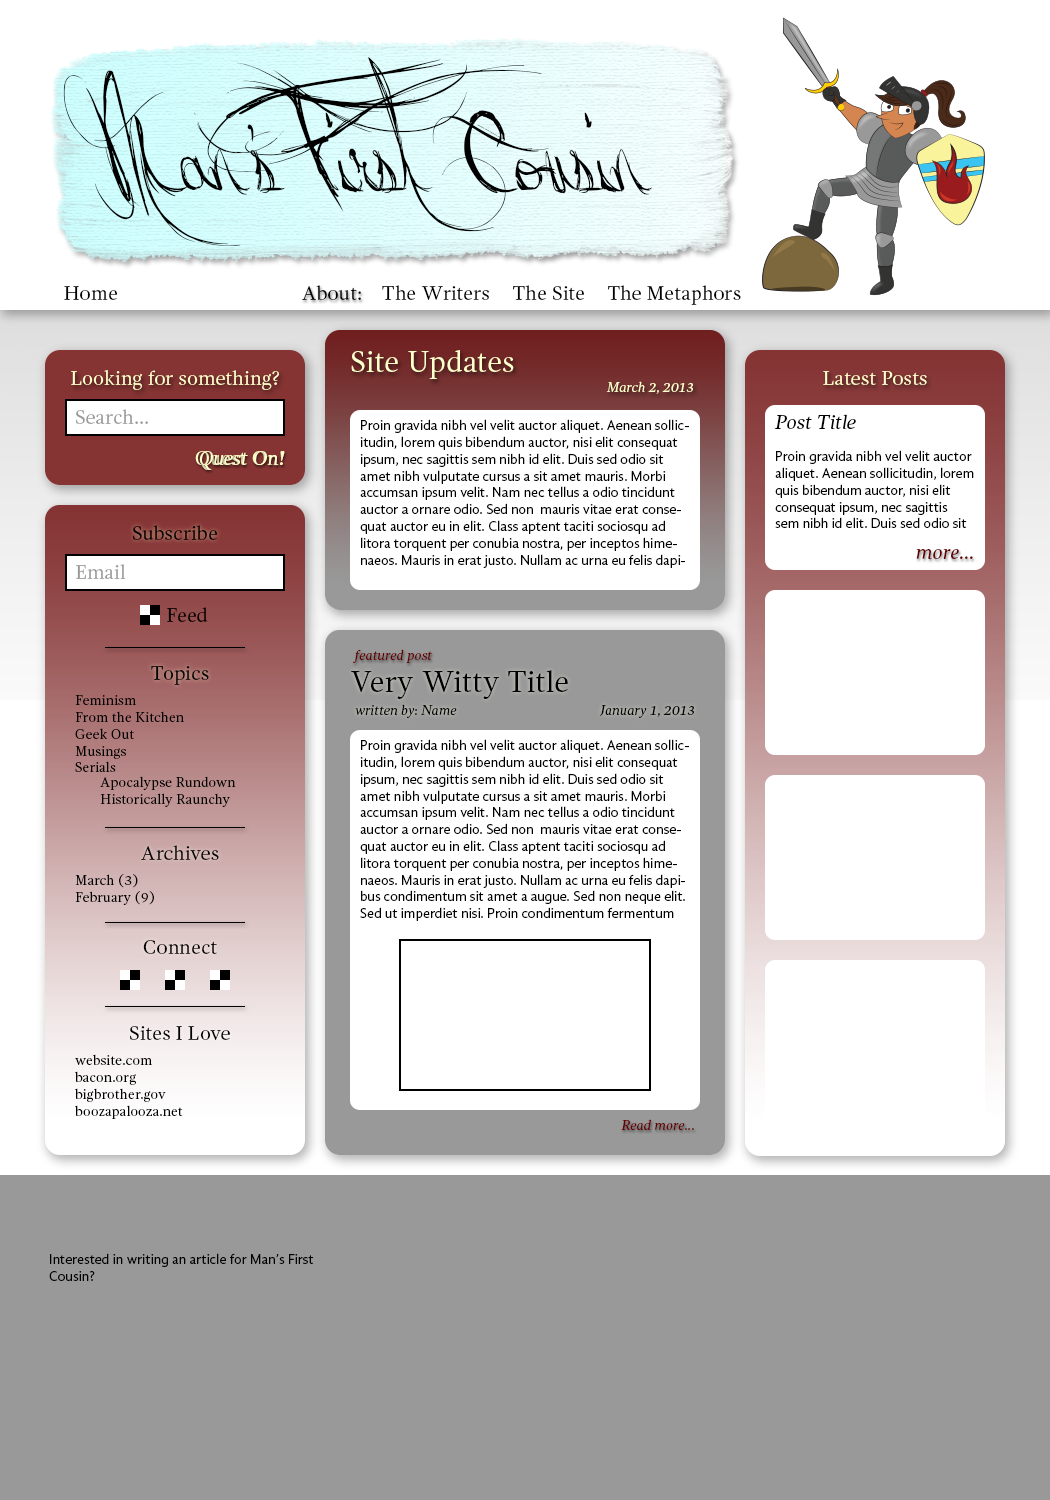 Man's First Cousin
Home
About:
The Writers
The Site
The Metaphors
Looking for something?
Search...
Quest On!
Subscribe
Email
Feed
Topics
Feminism
From the Kitchen
Geek Out
Musings
Serials
Apocalypse Rundown
Historically Raunchy
Archives
March (3)
February (9)
Connect
Sites I Love
website.com
bacon.org
bigbrother.gov
boozapalooza.net
Site Updates
March 2, 2013
Proin gravida nibh vel velit auctor aliquet. Aenean sollic-
itudin, lorem quis bibendum auctor, nisi elit consequat
ipsum, nec sagittis sem nibh id elit. Duis sed odio sit
amet nibh vulputate cursus a sit amet mauris. Morbi
accumsan ipsum velit. Nam nec tellus a odio tincidunt
auctor a ornare odio. Sed non  mauris vitae erat conse-
quat auctor eu in elit. Class aptent taciti sociosqu ad
litora torquent per conubia nostra, per inceptos hime-
naeos. Mauris in erat justo. Nullam ac urna eu felis dapi-
featured post
Very Witty Title
written by: Name
January 1, 2013
Proin gravida nibh vel velit auctor aliquet. Aenean sollic-
itudin, lorem quis bibendum auctor, nisi elit consequat
ipsum, nec sagittis sem nibh id elit. Duis sed odio sit
amet nibh vulputate cursus a sit amet mauris. Morbi
accumsan ipsum velit. Nam nec tellus a odio tincidunt
auctor a ornare odio. Sed non  mauris vitae erat conse-
quat auctor eu in elit. Class aptent taciti sociosqu ad
litora torquent per conubia nostra, per inceptos hime-
naeos. Mauris in erat justo. Nullam ac urna eu felis dapi-
bus condimentum sit amet a augue. Sed non neque elit.
Sed ut imperdiet nisi. Proin condimentum fermentum
Read more...
Latest Posts
Post Title
Proin gravida nibh vel velit auctor
aliquet. Aenean sollicitudin, lorem
quis bibendum auctor, nisi elit
consequat ipsum, nec sagittis
sem nibh id elit. Duis sed odio sit
more...
Interested in writing an article for Man's First
Cousin?